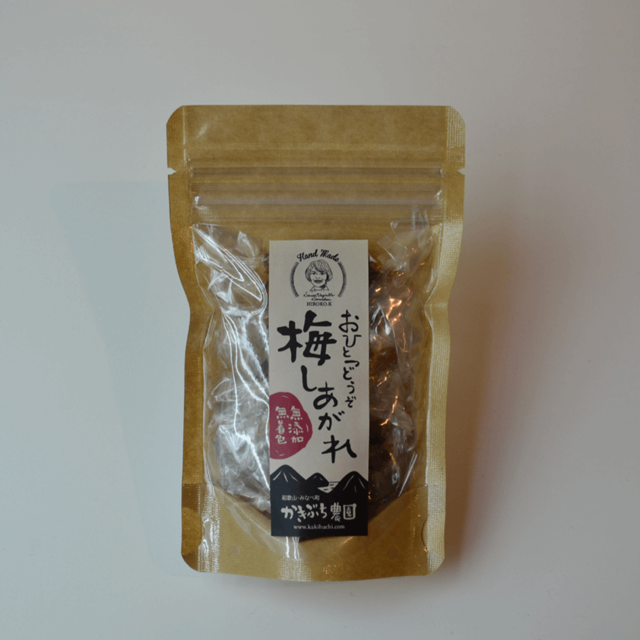 Hand Made
HIROKO.K
おひとつどうぞ
梅しあがれ
無添加
無着色
和歌山・みなべ町
かきぶち農園
www.kakibuchi.com